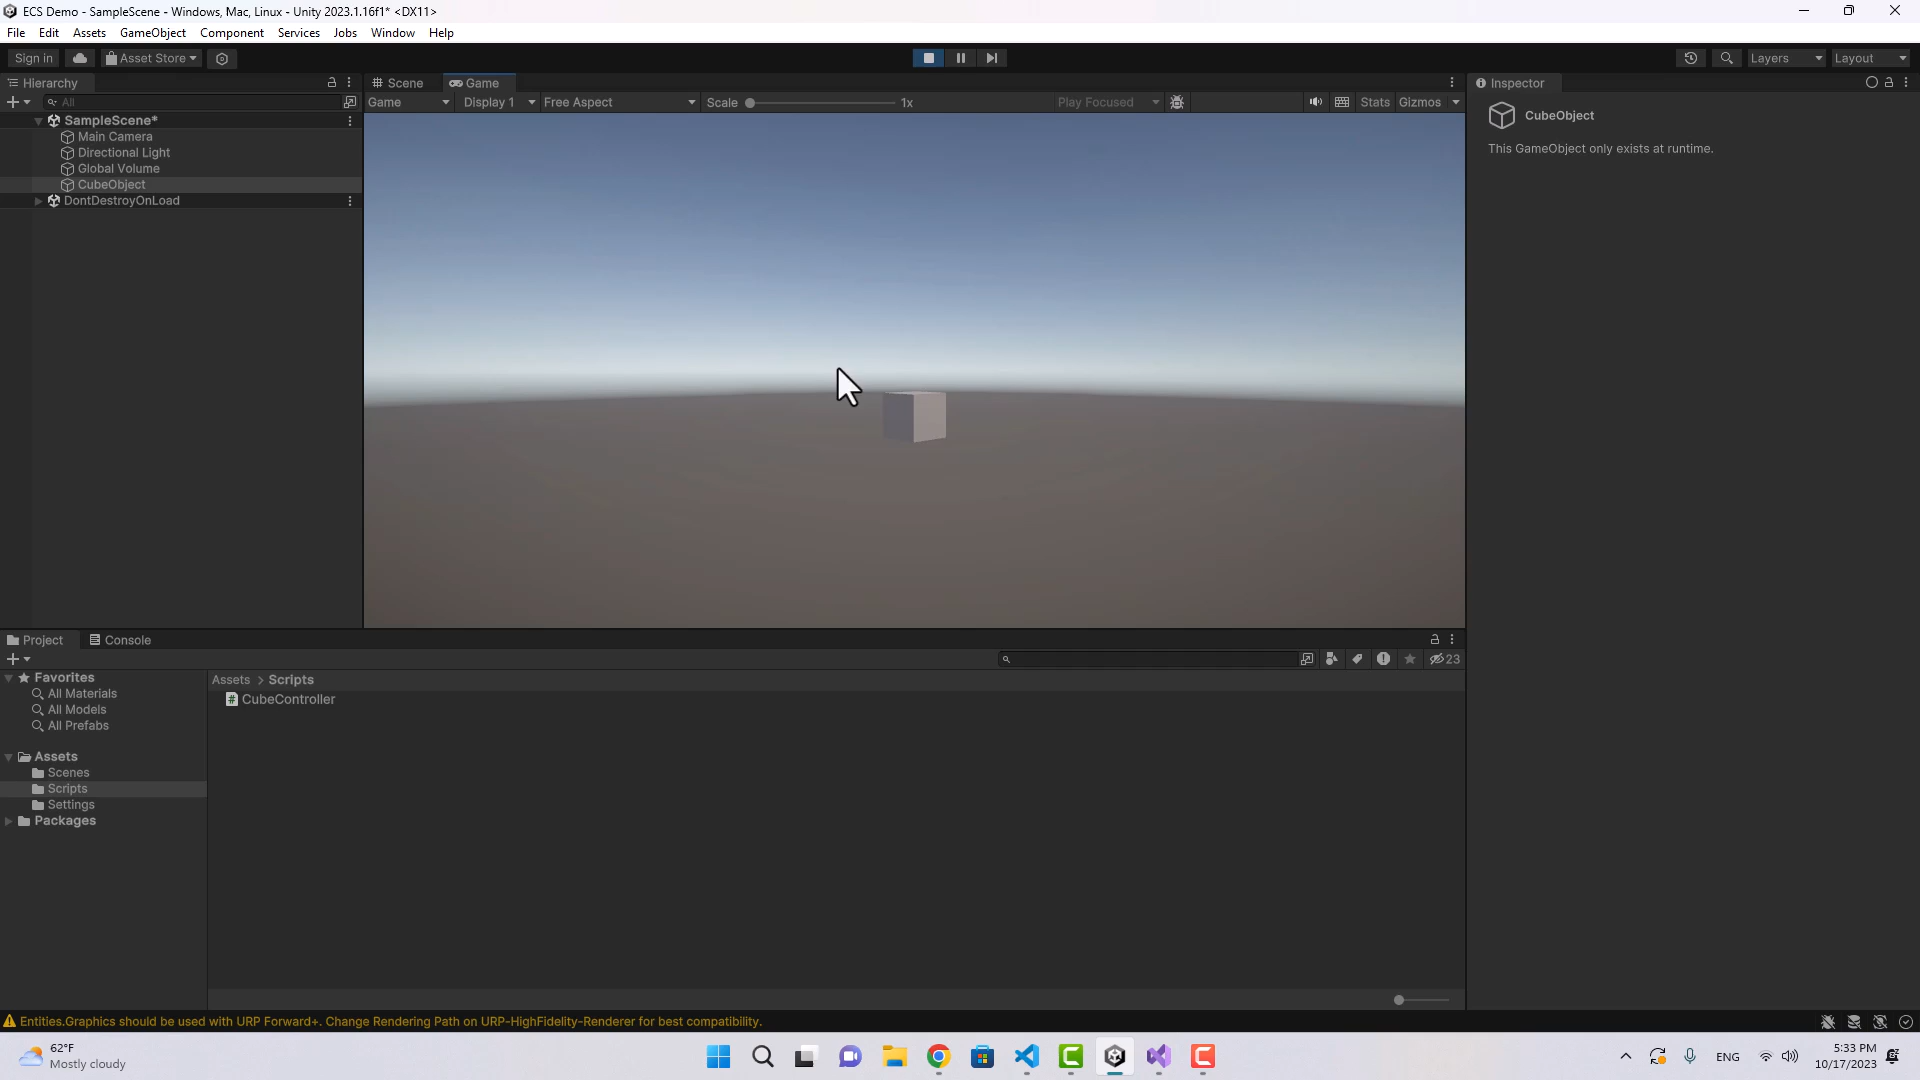 ECS Demo - SampleScene - Windows, Mac, Linux - Unity 2023.1.16f1* <DX11>
File Edit Assets GameObject Component Services Jobs Window Help
Sign in Asset Store Layers Layout
Hierarchy Scene Game Inspector
All Game Display 1 Free Aspect Scale 1x Play Focused Stats Gizmos
CubeObject
SampleScene*
Main Camera
This GameObject only exists at runtime.
Directional Light
Global Volume
CubeObject
DontDestroyOnLoad
Project Console
23
Favorites
All Materials
All Models
All Prefabs
Assets
Scenes
Scripts
Settings
Packages
Assets > Scripts
CubeController
Entities.Graphics should be used with URP Forward+. Change Rendering Path on URP-HighFidelity-Renderer for best compatibility.
62°F
Mostly cloudy
ENG
5:33 PM
10/17/2023